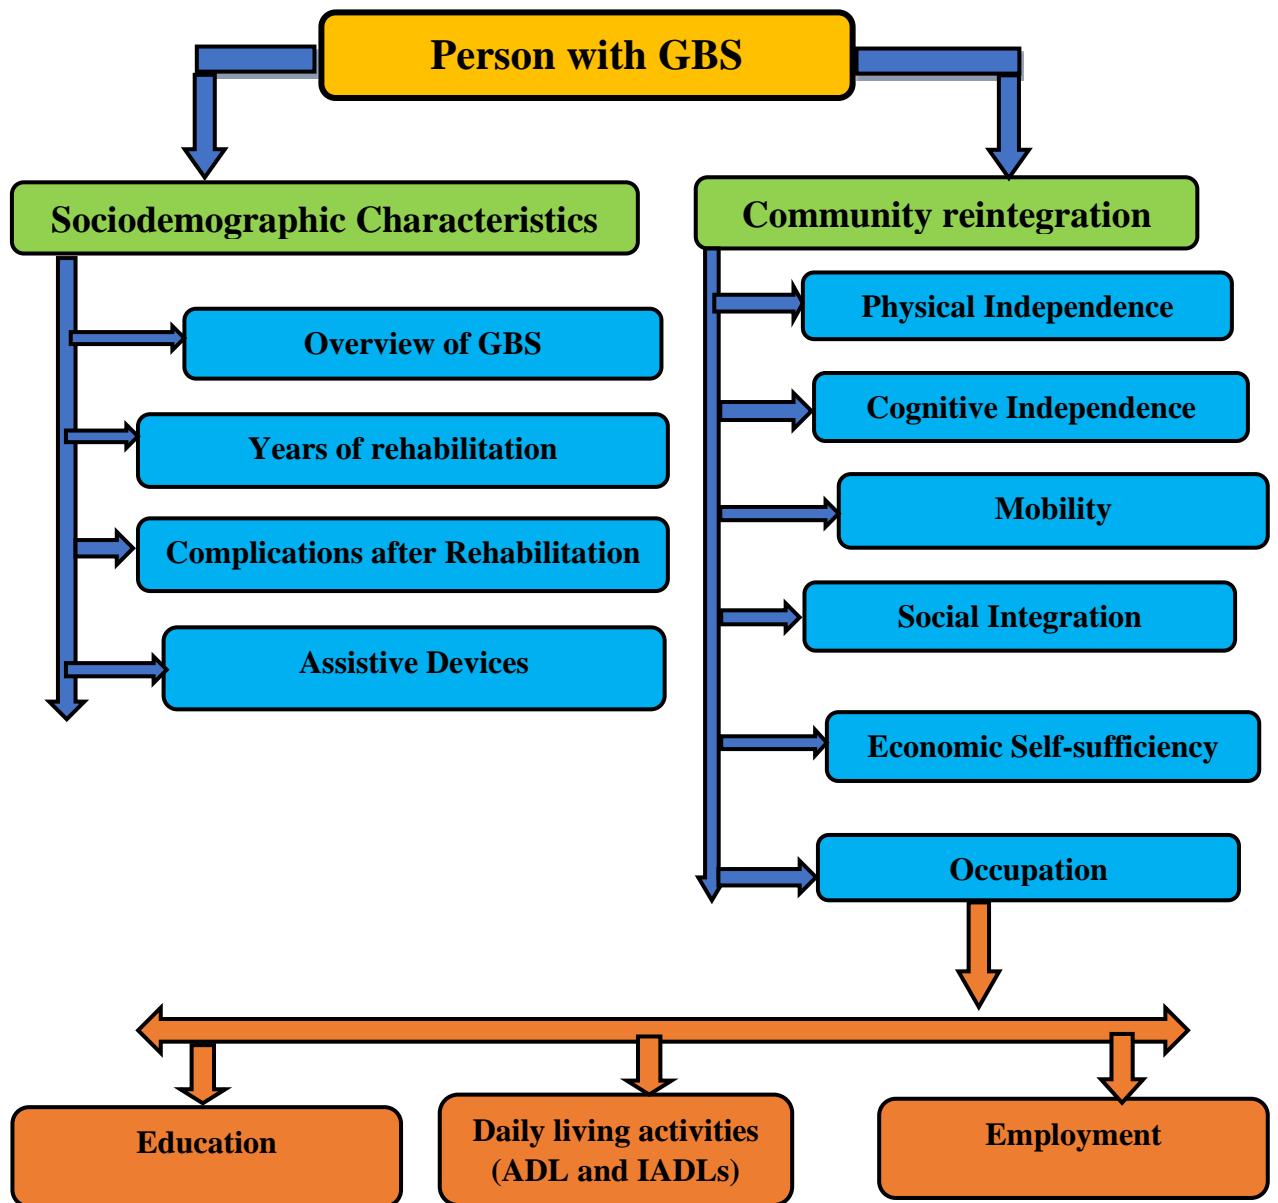 Person with GBS
Sociodemographic Characteristics
Overview of GBS
Years of rehabilitation
Complications after Rehabilitation
Assistive Devices
Community reintegration
Physical Independence
Cognitive Independence
Mobility
Social Integration
Economic Self-sufficiency
Occupation
Education
Daily living activities
(ADL and IADLs)
Employment